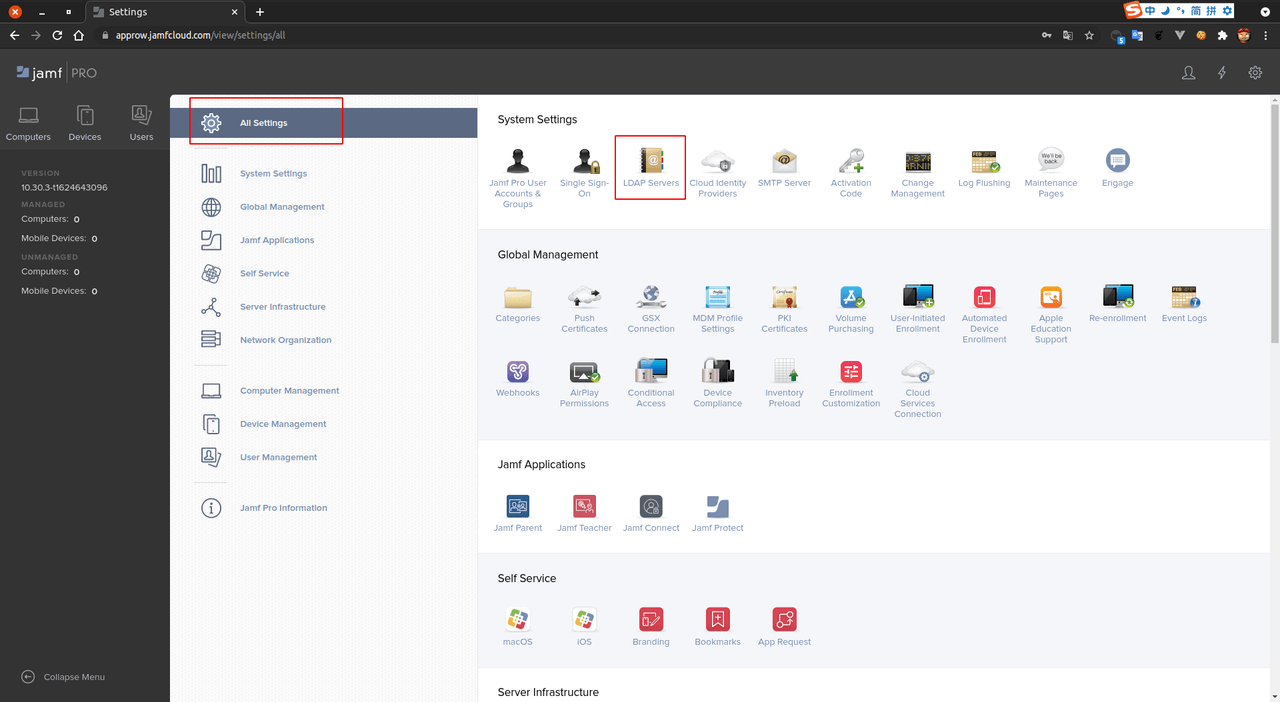 Settings
中 简 拼
approw.jamfcloud.com/view/settings/all
jamf PRO
Computers
Devices
Users
VERSION
10.30.3-t1624643096
MANAGED
Computers: 0
Mobile Devices: 0
UNMANAGED
Computers: 0
Mobile Devices: 0
Collapse Menu
All Settings
System Settings
Global Management
Jamf Applications
Self Service
Server Infrastructure
Network Organization
Computer Management
Device Management
User Management
Jamf Pro Information
System Settings
Jamf Pro User
Accounts &
Groups
Single Sign-
On
LDAP Servers
Cloud Identity
Providers
SMTP Server
Activation
Code
Change
Management
Log Flushing
We'll be
back.
Maintenance
Pages
Engage
Global Management
Categories
Push
Certificates
GSX
Connection
MDM Profile
Settings
PKI
Certificates
Volume
Purchasing
User-Initiated
Enrollment
Automated
Device
Enrollment
Apple
Education
Support
Re-enrollment
Event Logs
Webhooks
AirPlay
Permissions
Conditional
Access
Device
Compliance
Inventory
Preload
Enrollment
Customization
Cloud
Services
Connection
Jamf Applications
Jamf Parent
Jamf Teacher
Jamf Connect
Jamf Protect
Self Service
macOS
iOS
Branding
Bookmarks
App Request
Server Infrastructure